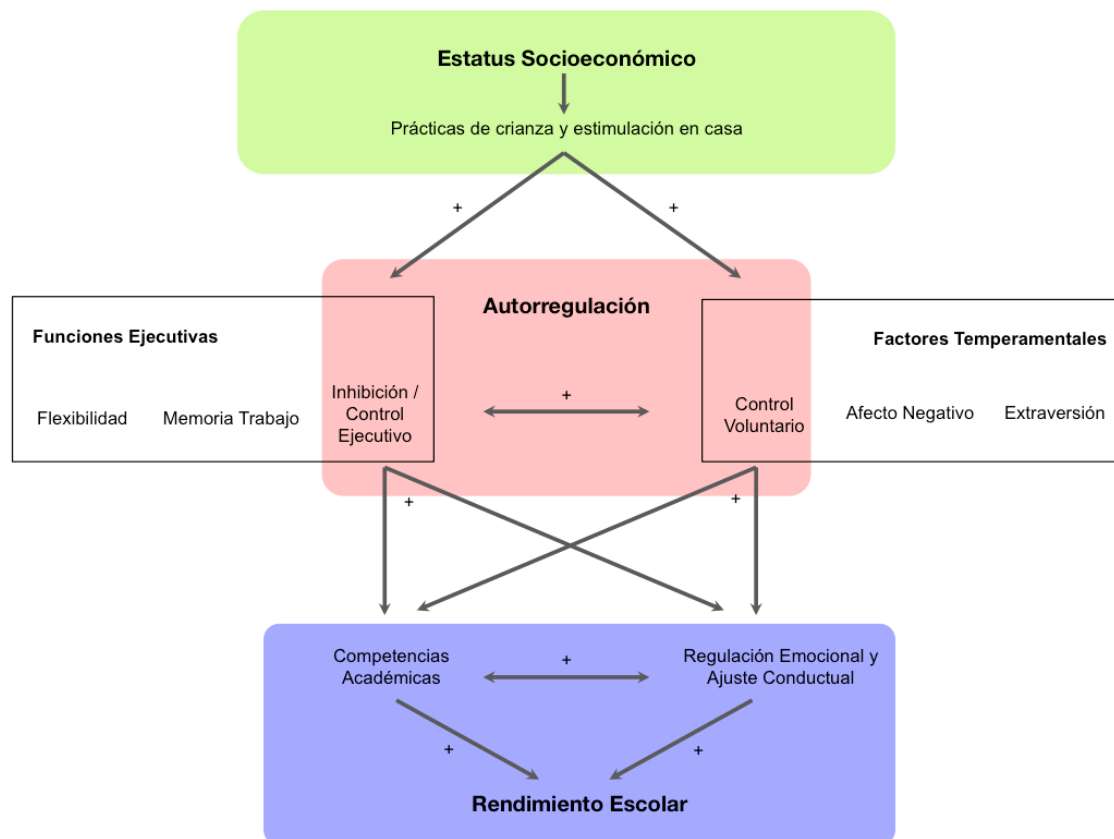 Estatus Socioeconómico
Prácticas de crianza y estimulación en casa
+
+
Autorregulación
Funciones Ejecutivas
Factores Temperamentales
Flexibilidad
Memoria Trabajo
Inhibición /
Control
Ejecutivo
+
Control
Voluntario
Afecto Negativo
Extraversión
+
+
Competencias
Académicas
+
Regulación Emocional y
Ajuste Conductual
+
+
Rendimiento Escolar